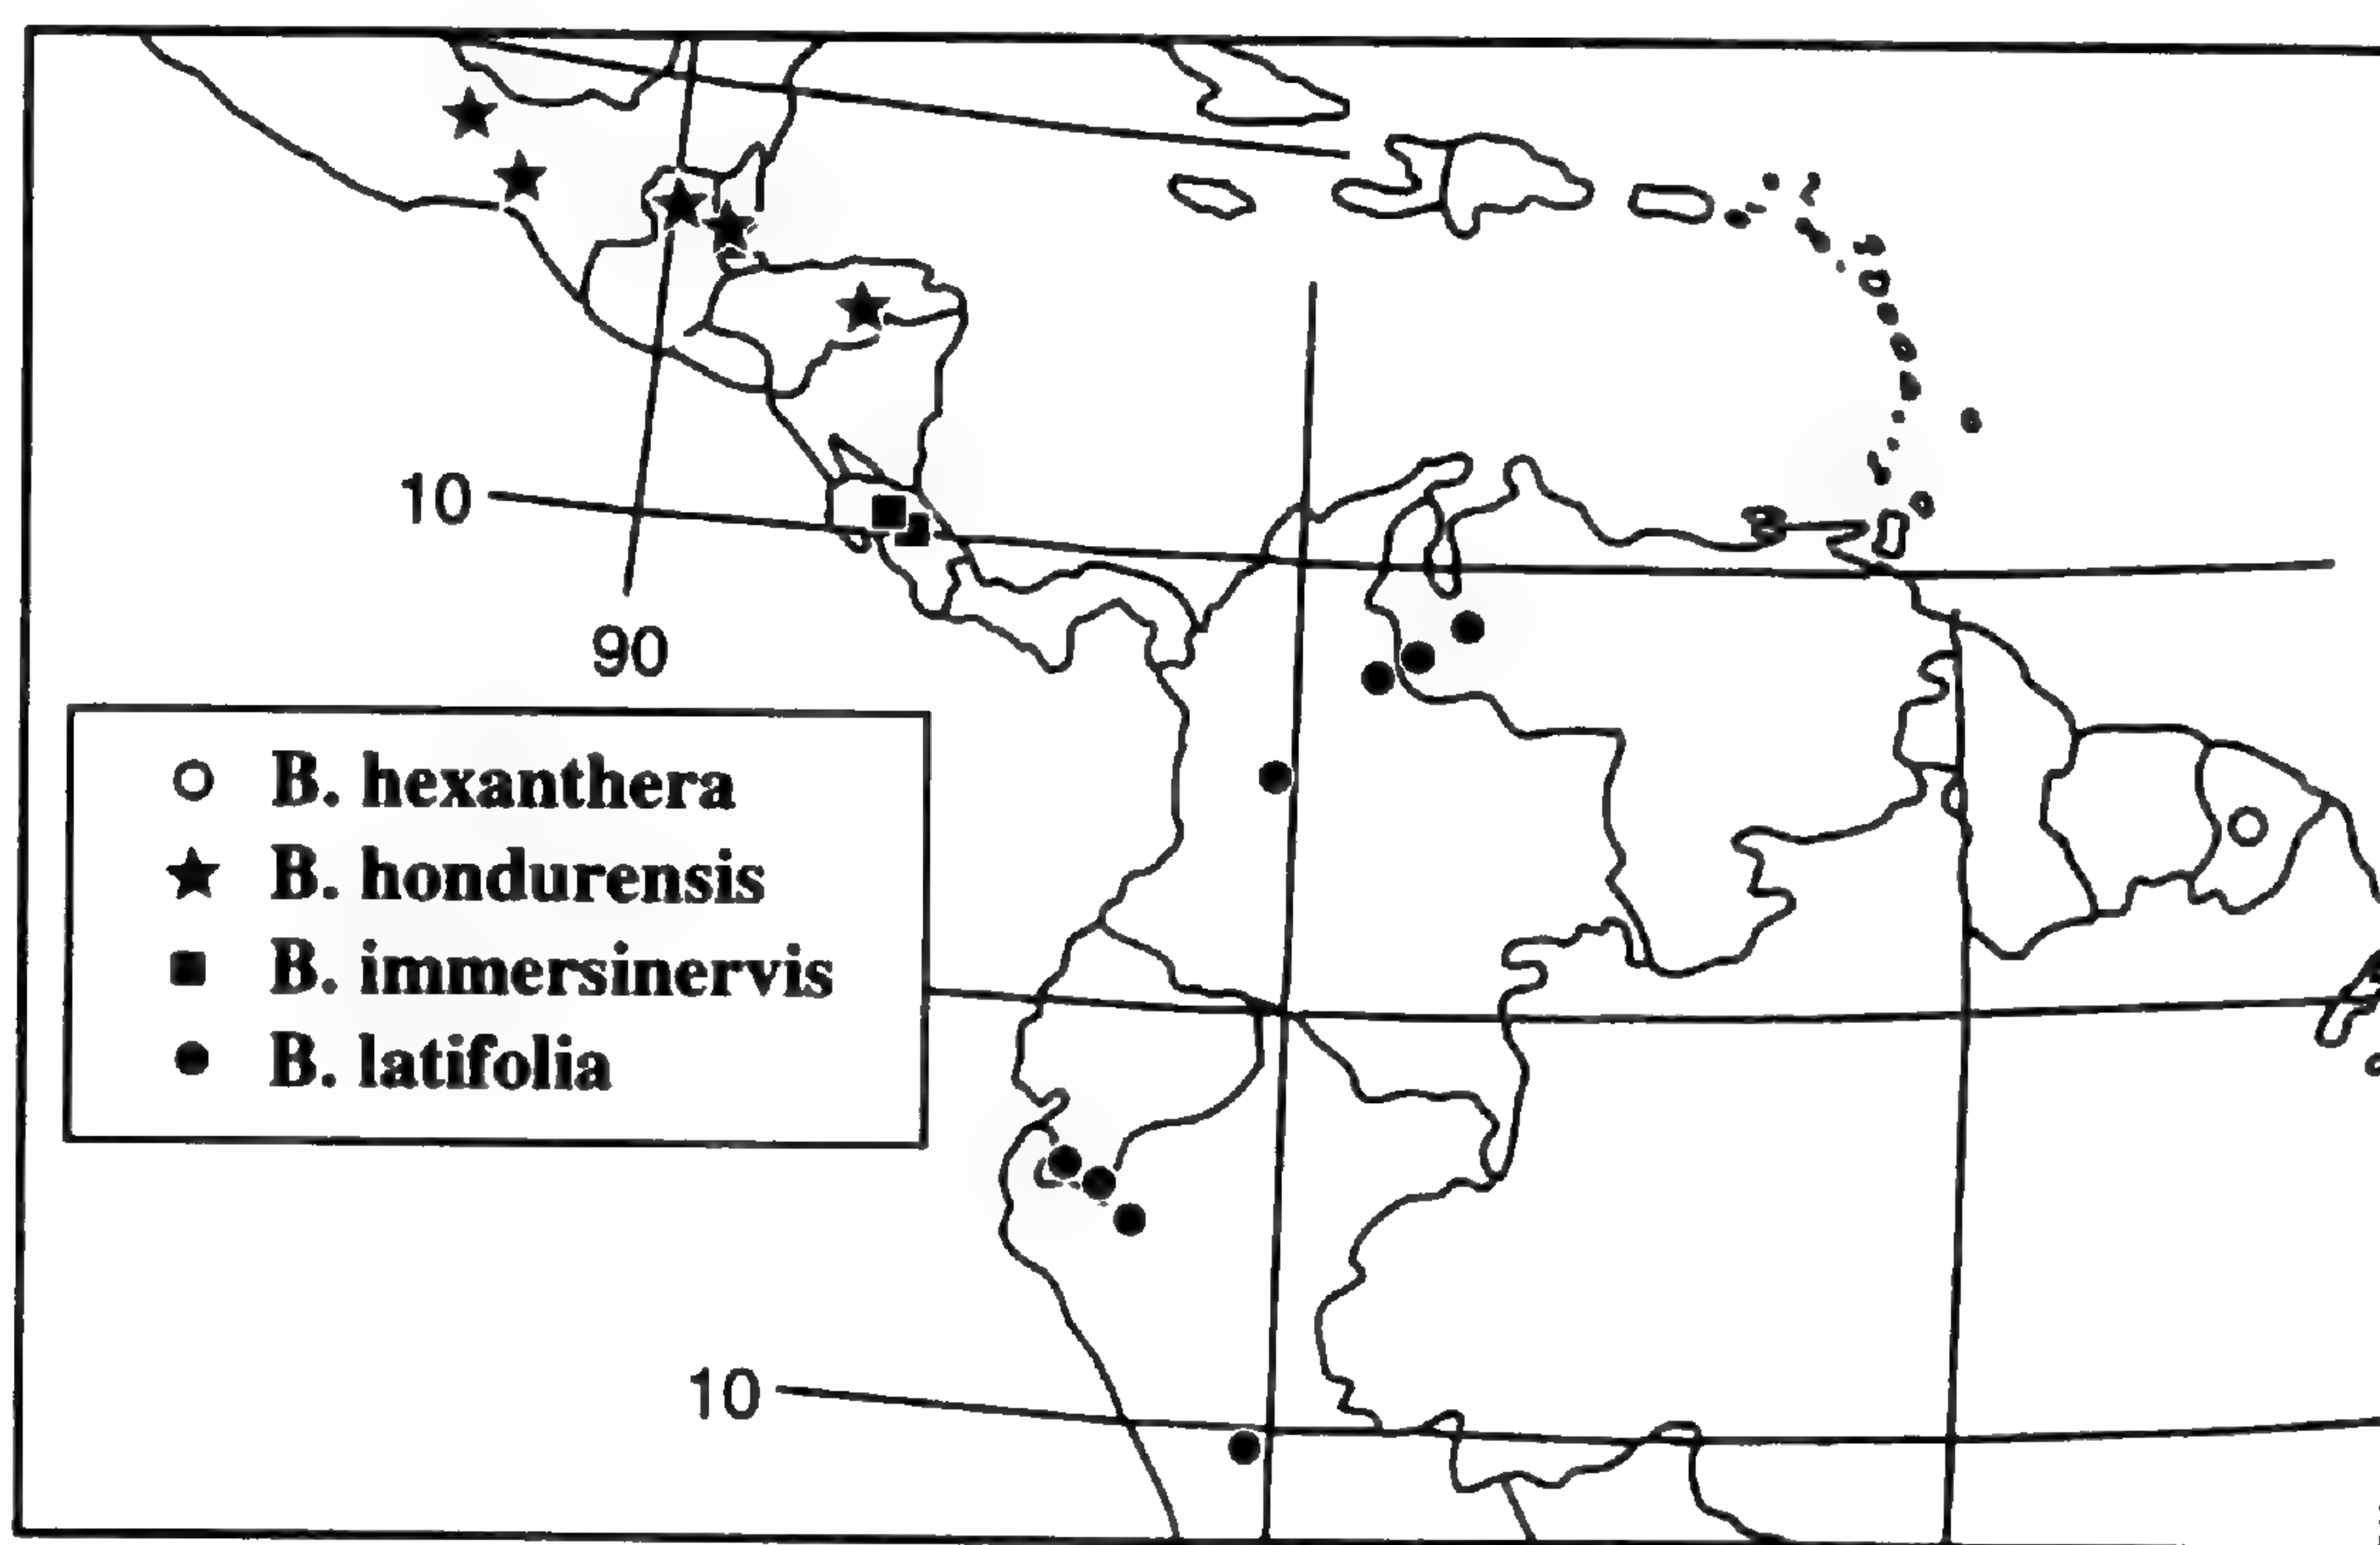 10
90
B. hexanthera
B. hondurensis
B. immersinervis
B. latifolia
10